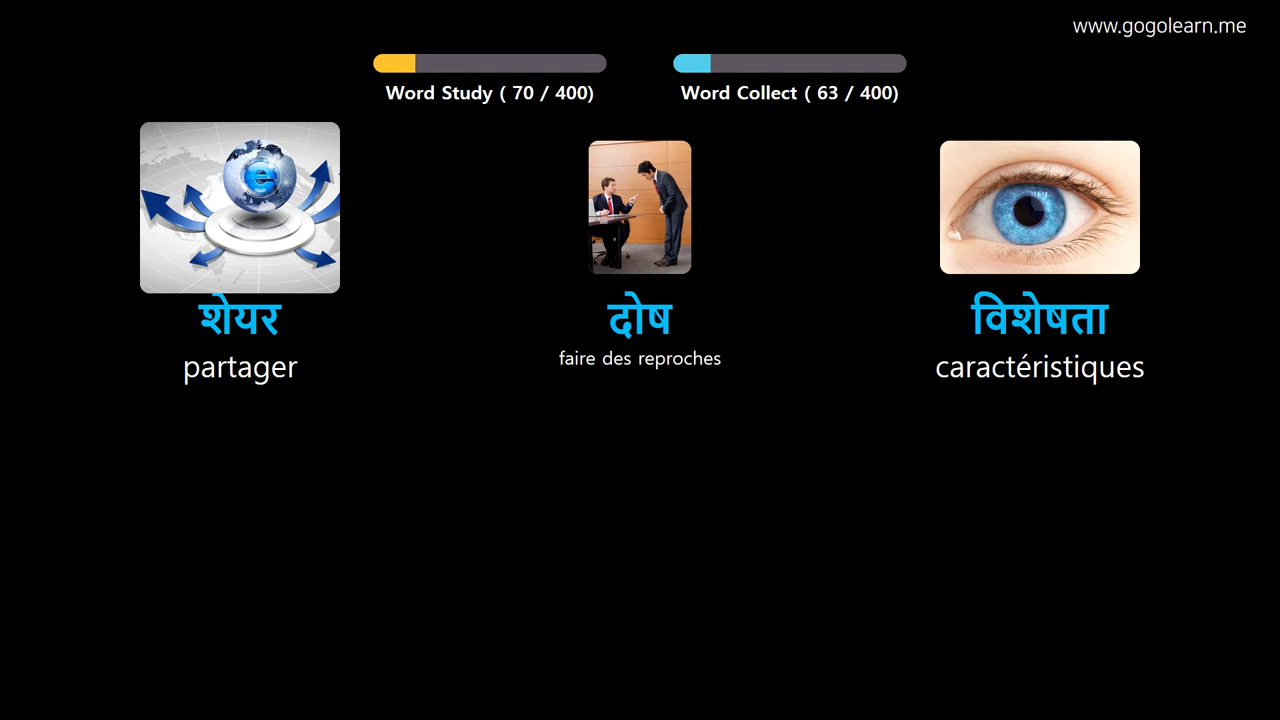 www.gogolearn.me
Word Study ( 70 / 400)
Word Collect ( 63 / 400)
e
शेयर
दोष
विशेषता
partager
faire des reproches
caractéristiques